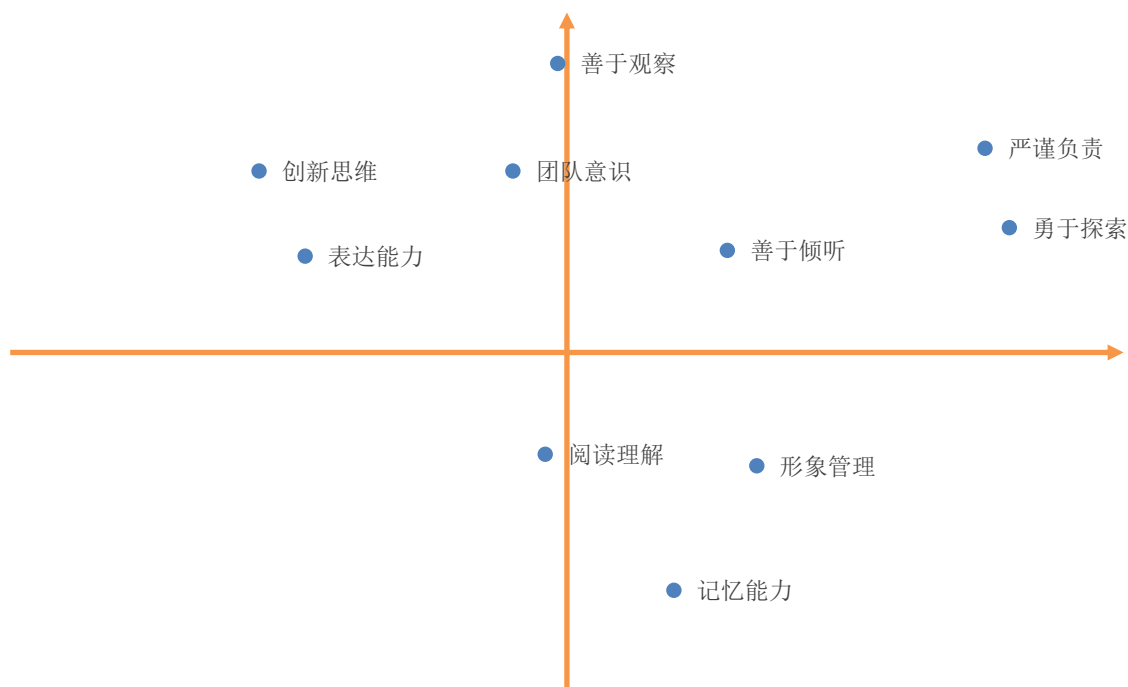 善于观察
严谨负责
创新思维
团队意识
勇于探索
善于倾听
表达能力
阅读理解
形象管理
记忆能力